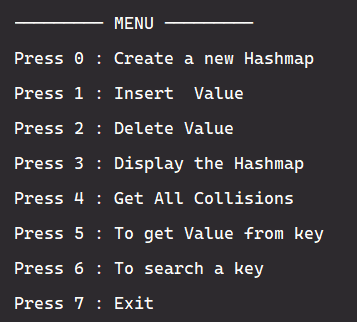 ───────── MENU ─────────
Press 0 : Create a new Hashmap
Press 1 : Insert  Value
Press 2 : Delete Value
Press 3 : Display the Hashmap
Press 4 : Get All Collisions
Press 5 : To get Value from key
Press 6 : To search a key
Press 7 : Exit